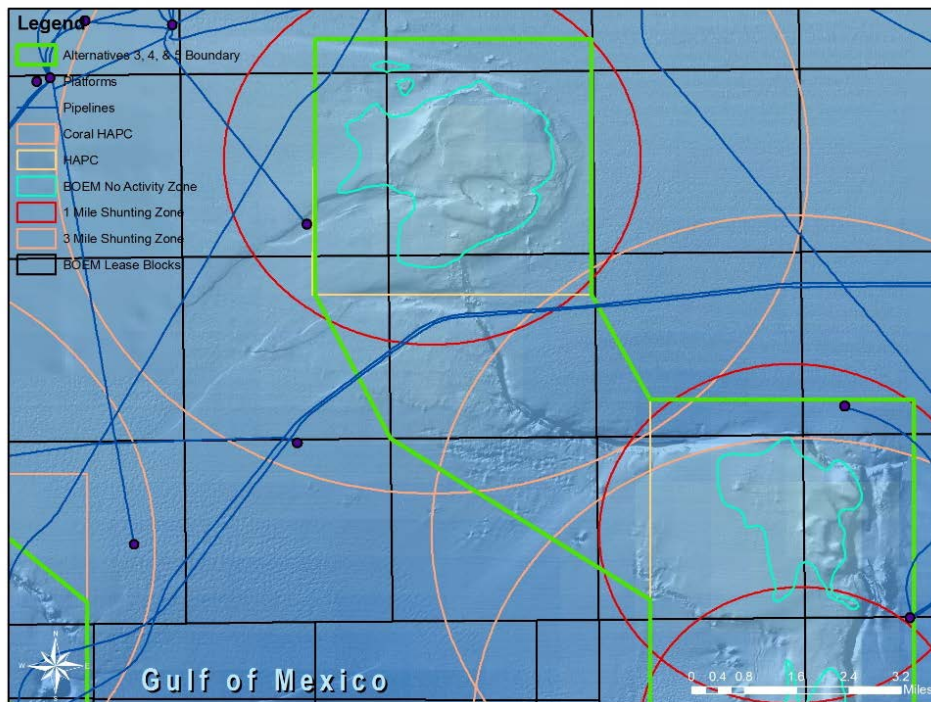 Legend
Alternatives 3, 4, & 5 Boundary
Platforms
Pipelines
Coral HAPC
HAPC
BOEM No Activity Zone
1 Mile Shunting Zone
3 Mile Shunting Zone
BOEM Lease Blocks
N
W E
S
Gulf of Mexico
0 0.4 0.8 1.6 2.4 3.2
Miles